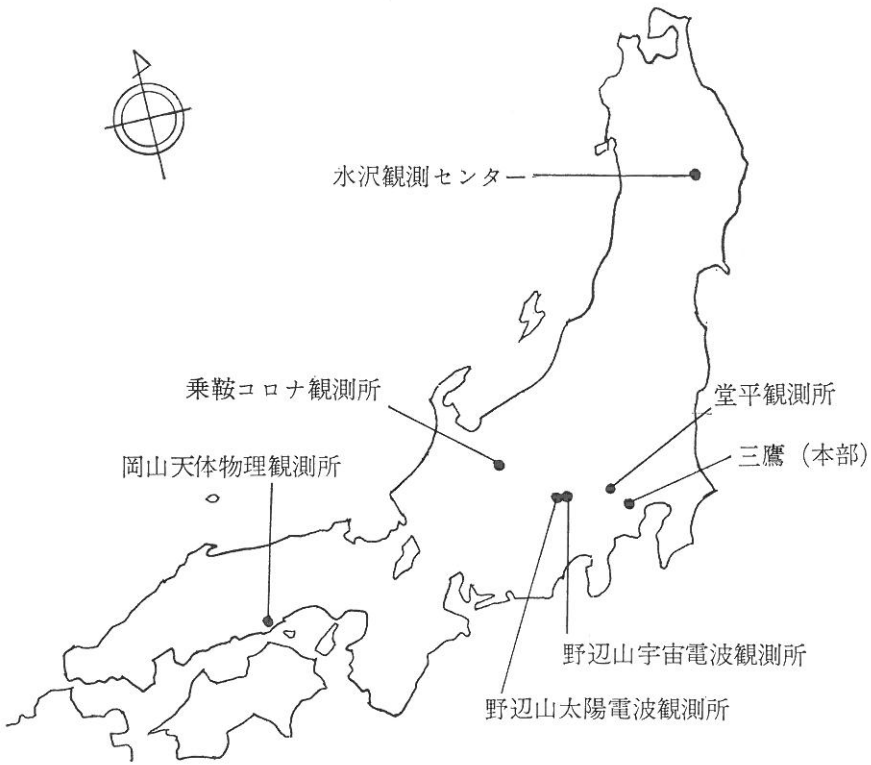 水沢観測センター
乗鞍コロナ観測所
堂平観測所
岡山天体物理観測所
三鷹（本部）
野辺山宇宙電波観測所
野辺山太陽電波観測所